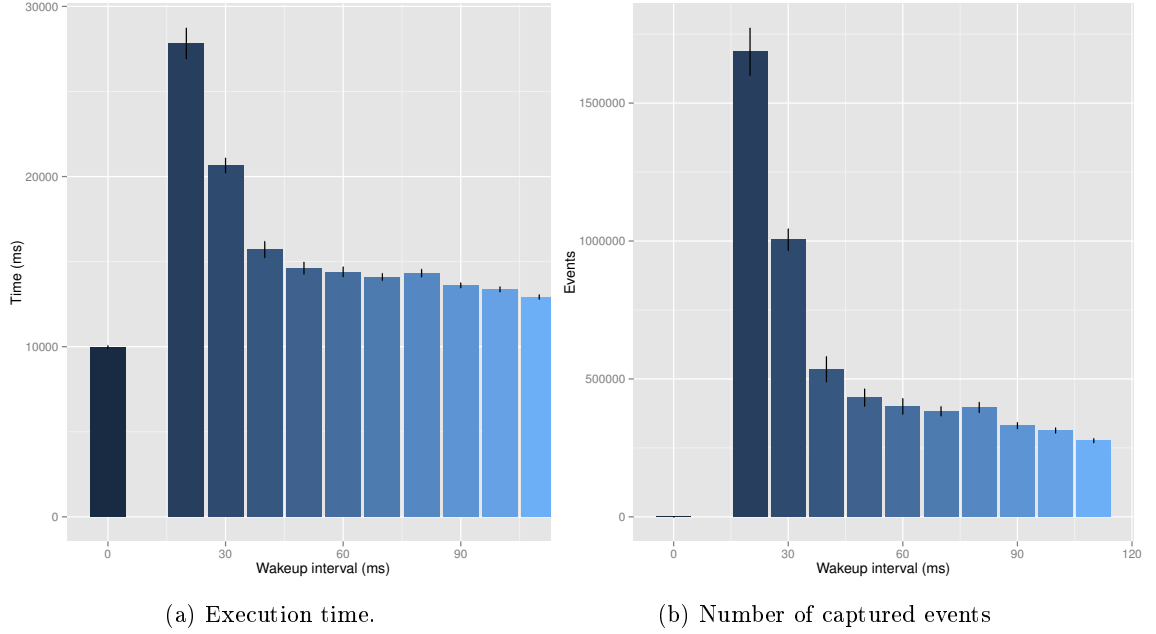 30000
20000
10000
0
Time (ms)
0
30
60
90
Wakeup interval (ms)
(a) Execution time.
1500000
1000000
500000
0
Events
0
30
60
90
120
Wakeup interval (ms)
(b) Number of captured events